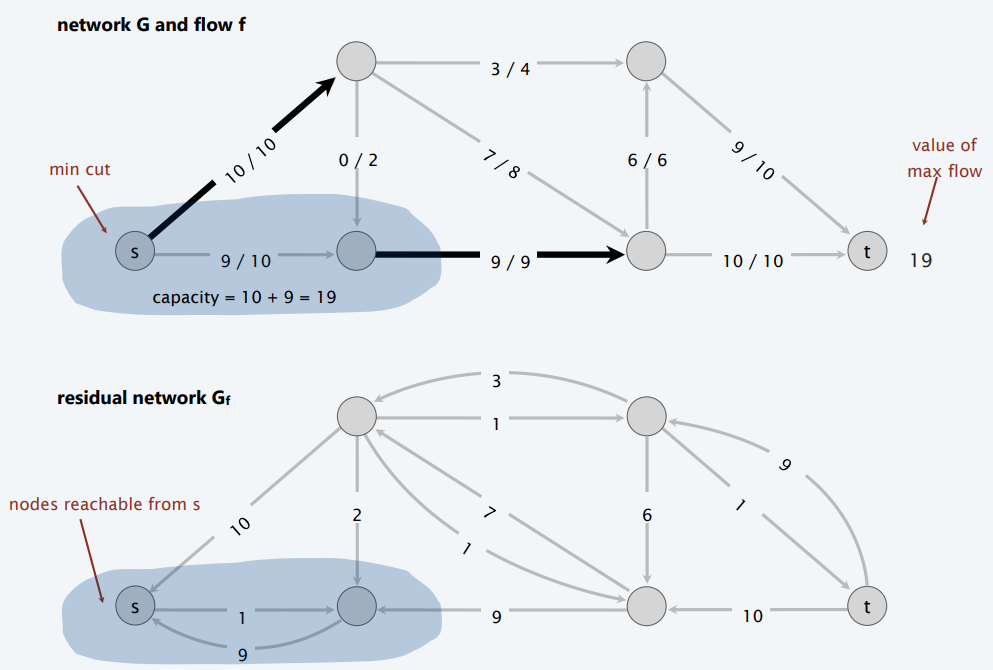 network G and flow f
3 / 4
10 / 10
0 / 2
7 / 8
6 / 6
9 / 10
value of
max flow
min cut
s
9 / 10
9 / 9
10 / 10
t
19
capacity = 10 + 9 = 19
residual network Gf
3
1
9
nodes reachable from s
10
2
7
1
6
1
s
1
9
10
t
9